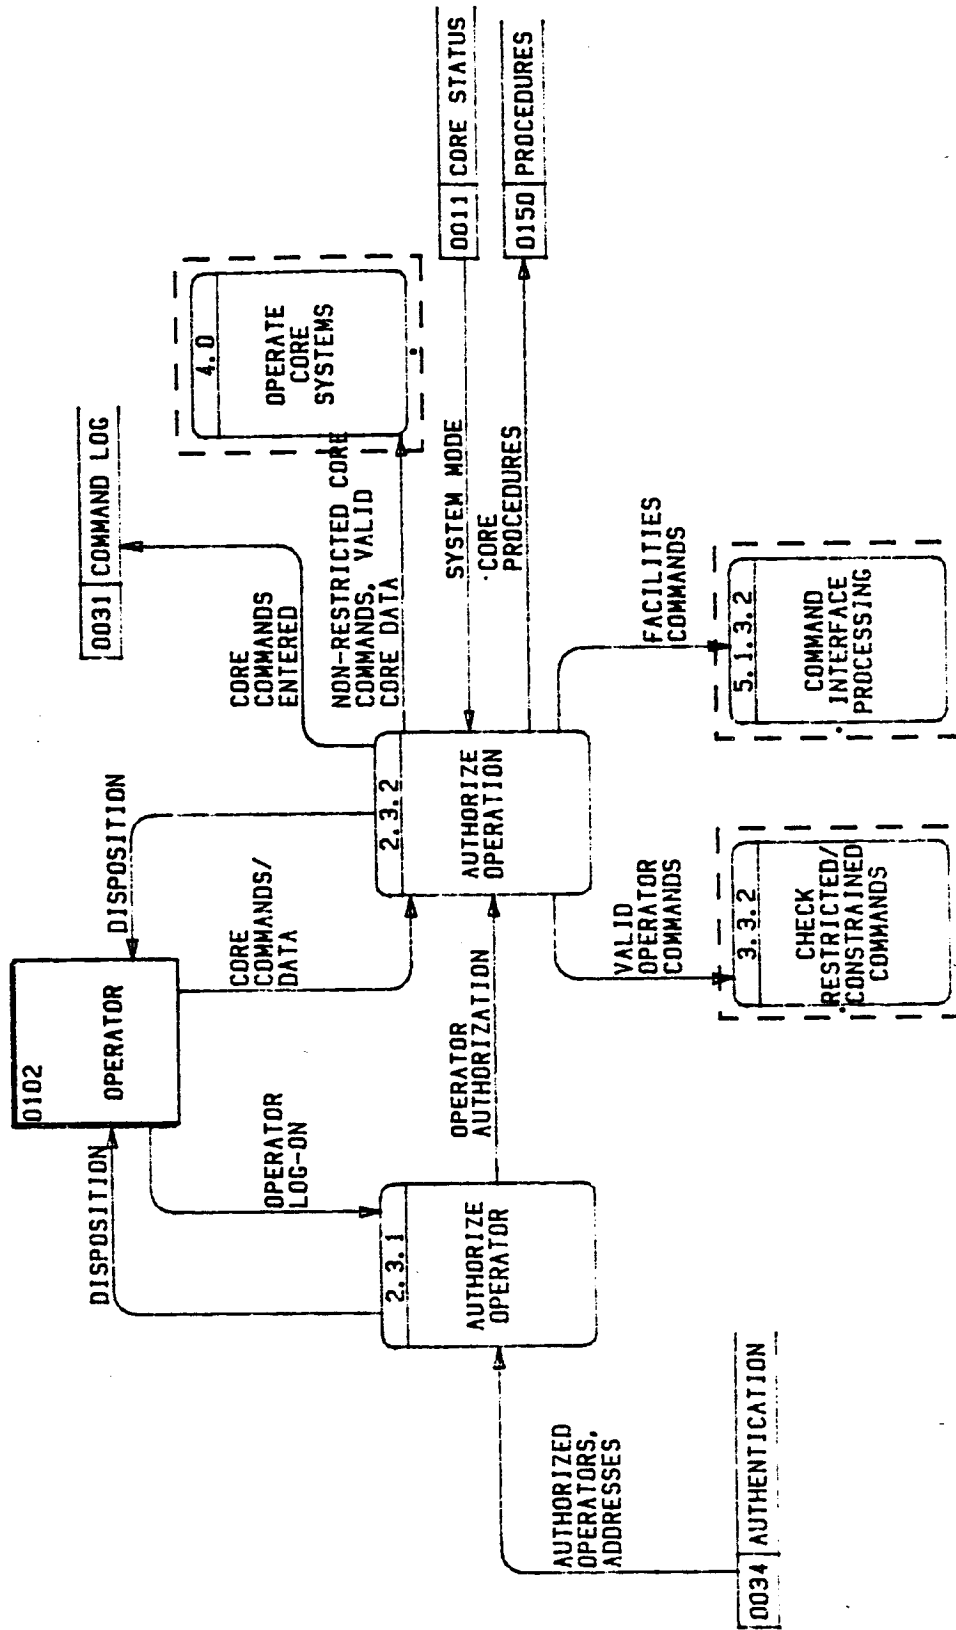 0102
OPERATOR
DISPOSITION
DISPOSITION
OPERATOR
LOG-ON
CORE
COMMANDS/
DATA
0031 COMMAND LOG
CORE
COMMANDS
ENTERED
4.0
OPERATE
CORE
SYSTEMS
NON-RESTRICTED CORE
COMMANDS, VALID
CORE DATA
2.3.1
AUTHORIZE
OPERATOR
OPERATOR
AUTHORIZATION
2.3.2
AUTHORIZE
OPERATION
SYSTEM MODE
0011 CORE STATUS
CORE
PROCEDURES
0150 PROCEDURES
AUTHORIZED
OPERATORS,
ADDRESSES
0034 AUTHENTICATION
VALID
OPERATOR
COMMANDS
3.3.2
CHECK
RESTRICTED/
CONSTRAINED
COMMANDS
FACILITIES
COMMANDS
5.1.3.2
COMMAND
INTERFACE
PROCESSING